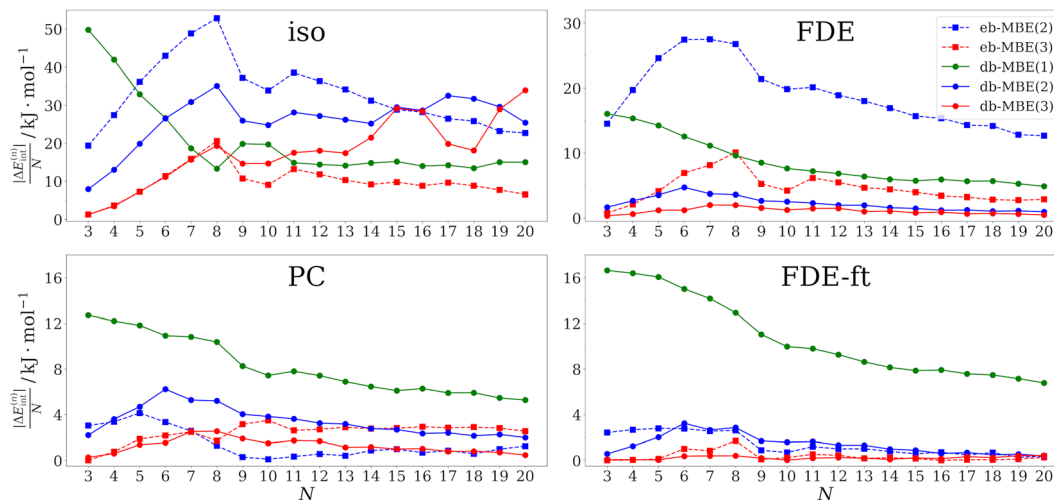 iso
50
40
30
20
10
0
|ΔE_int^(n)|/N / kJ · mol⁻¹
3 4 5 6 7 8 9 10 11 12 13 14 15 16 17 18 19 20
FDE
30
20
10
0
eb-MBE(2)
eb-MBE(3)
db-MBE(1)
db-MBE(2)
db-MBE(3)
3 4 5 6 7 8 9 10 11 12 13 14 15 16 17 18 19 20
PC
16
12
8
4
0
|ΔE_int^(n)|/N / kJ · mol⁻¹
3 4 5 6 7 8 9 10 11 12 13 14 15 16 17 18 19 20
N
FDE-ft
16
12
8
4
0
3 4 5 6 7 8 9 10 11 12 13 14 15 16 17 18 19 20
N